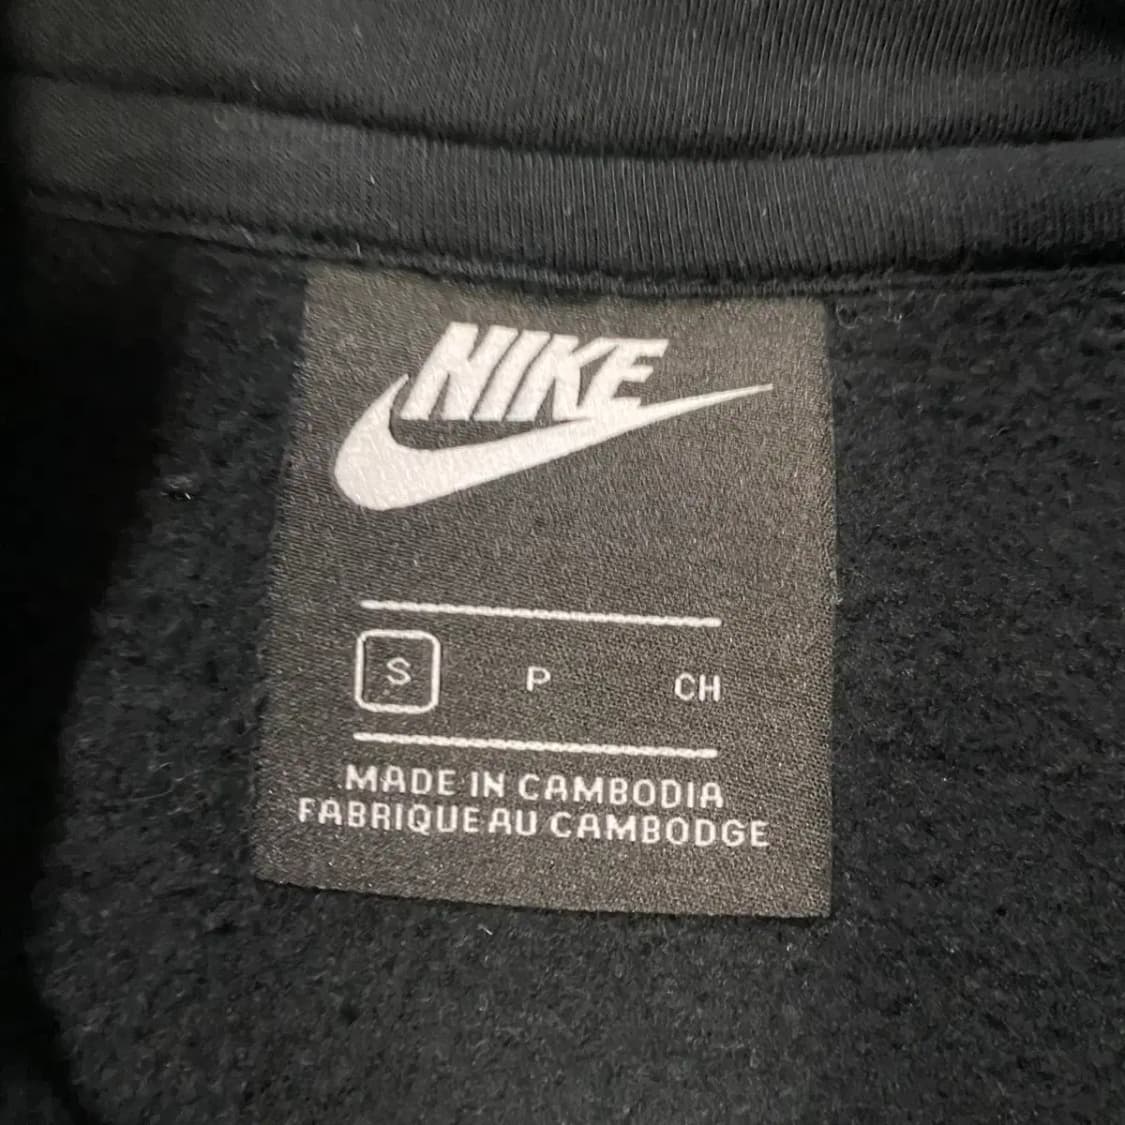 NIKE
S P CH
MADE IN CAMBODIA
FABRIQUE AU CAMBODGE